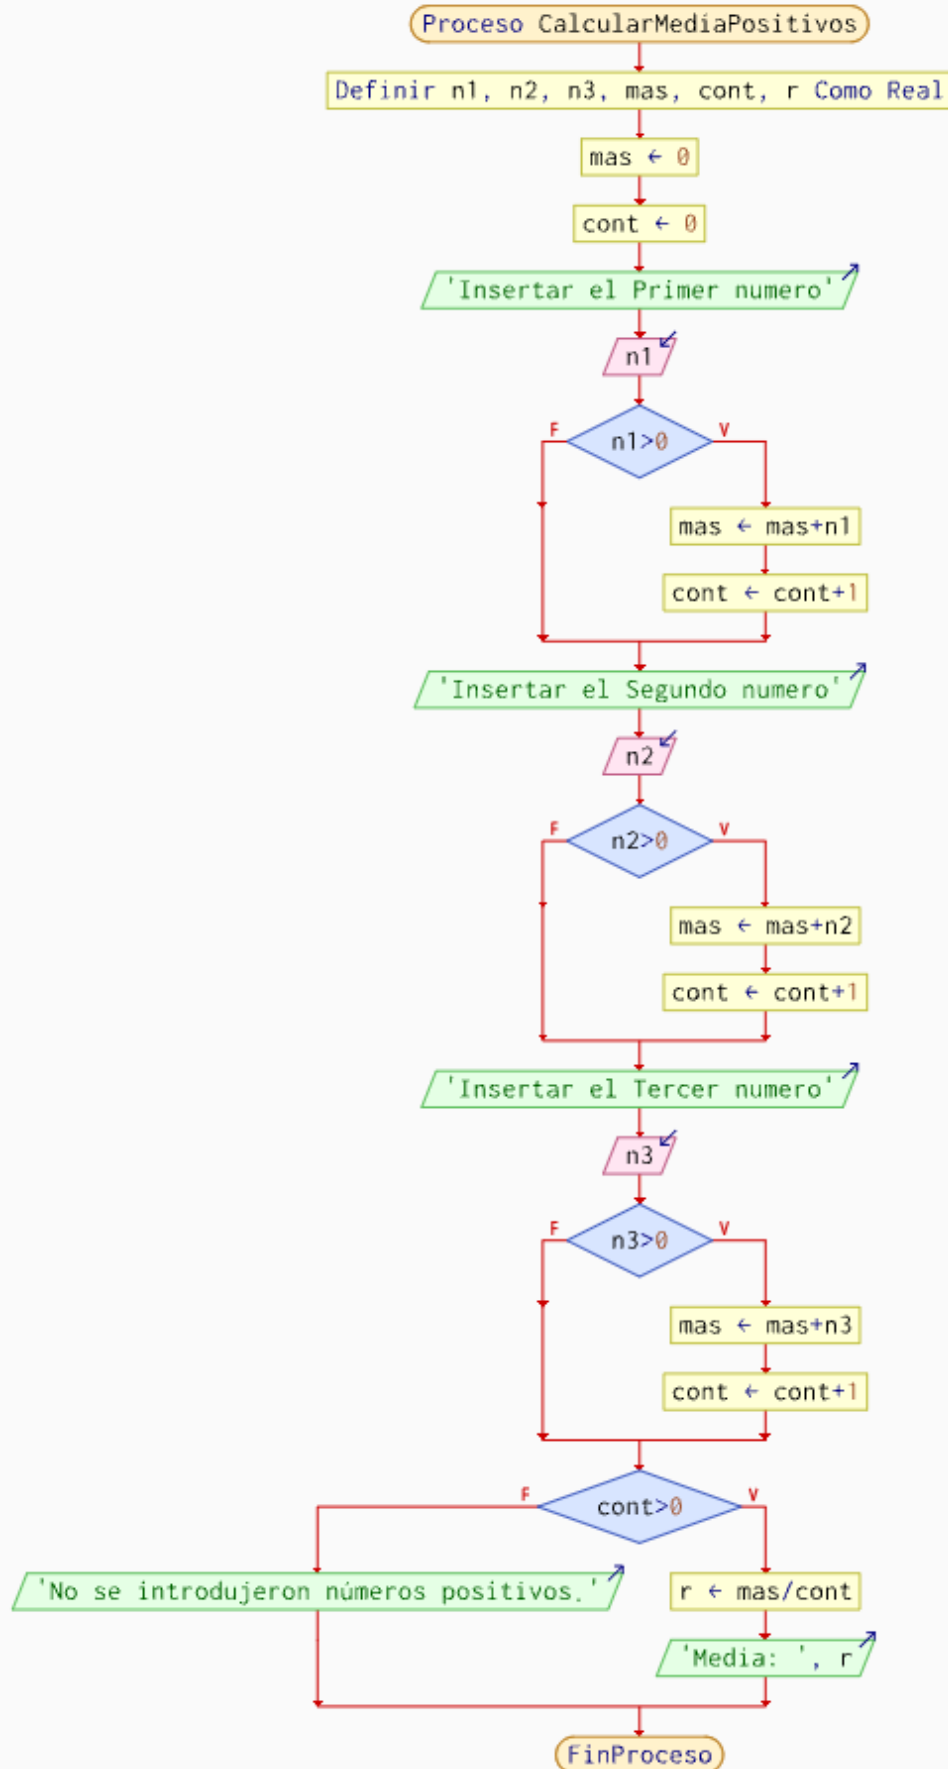 Proceso CalcularMediaPositivos
Definir n1, n2, n3, mas, cont, r Como Real
mas ← 0
cont ← 0
'Insertar el Primer numero'
n1
F
V
n1>0
mas ← mas+n1
cont ← cont+1
'Insertar el Segundo numero'
n2
F
V
n2>0
mas ← mas+n2
cont ← cont+1
'Insertar el Tercer numero'
n3
F
V
n3>0
mas ← mas+n3
cont ← cont+1
F
V
cont>0
'No se introdujeron números positivos.'
r ← mas/cont
'Media: ', r
FinProceso